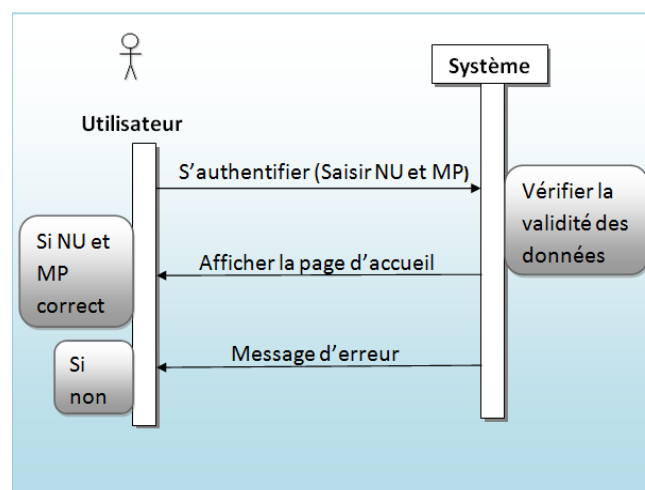 Système
Utilisateur
S’authentifier (Saisir NU et MP)
Vérifier la
validité des
données
Si NU et
MP
correct
Afficher la page d’accueil
Message d’erreur
Si
non